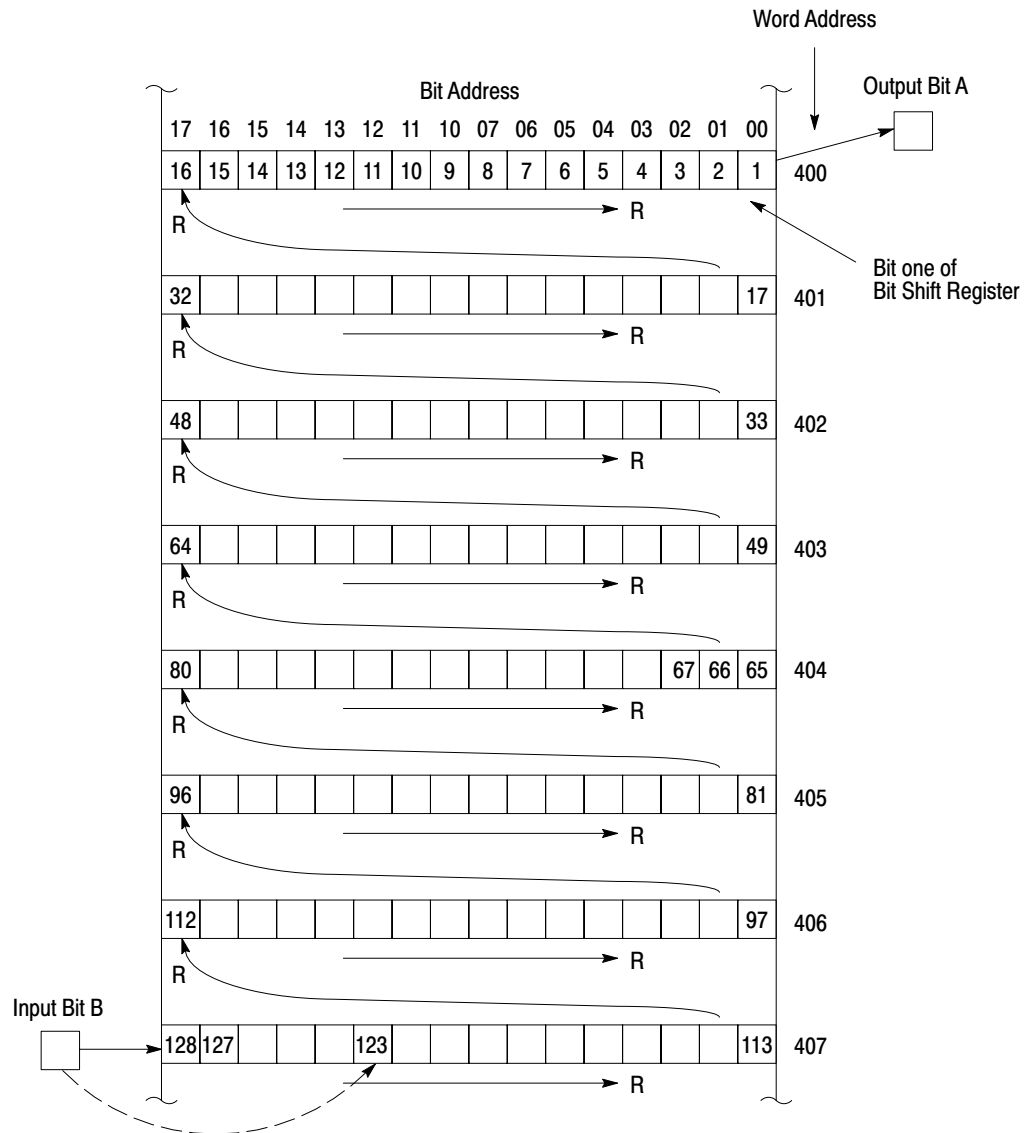 Word Address
Output Bit A
Bit Address
17 16 15 14 13 12 11 10 07 06 05 04 03 02 01 00
16 15 14 13 12 11 10 9 8 7 6 5 4 3 2 1 400
R
R
Bit one of
Bit Shift Register
32 17 401
R
R
48 33 402
R
R
64 49 403
R
R
80 67 66 65 404
R
R
96 81 405
R
R
112 97 406
R
R
Input Bit B
128 127 123 113 407
R